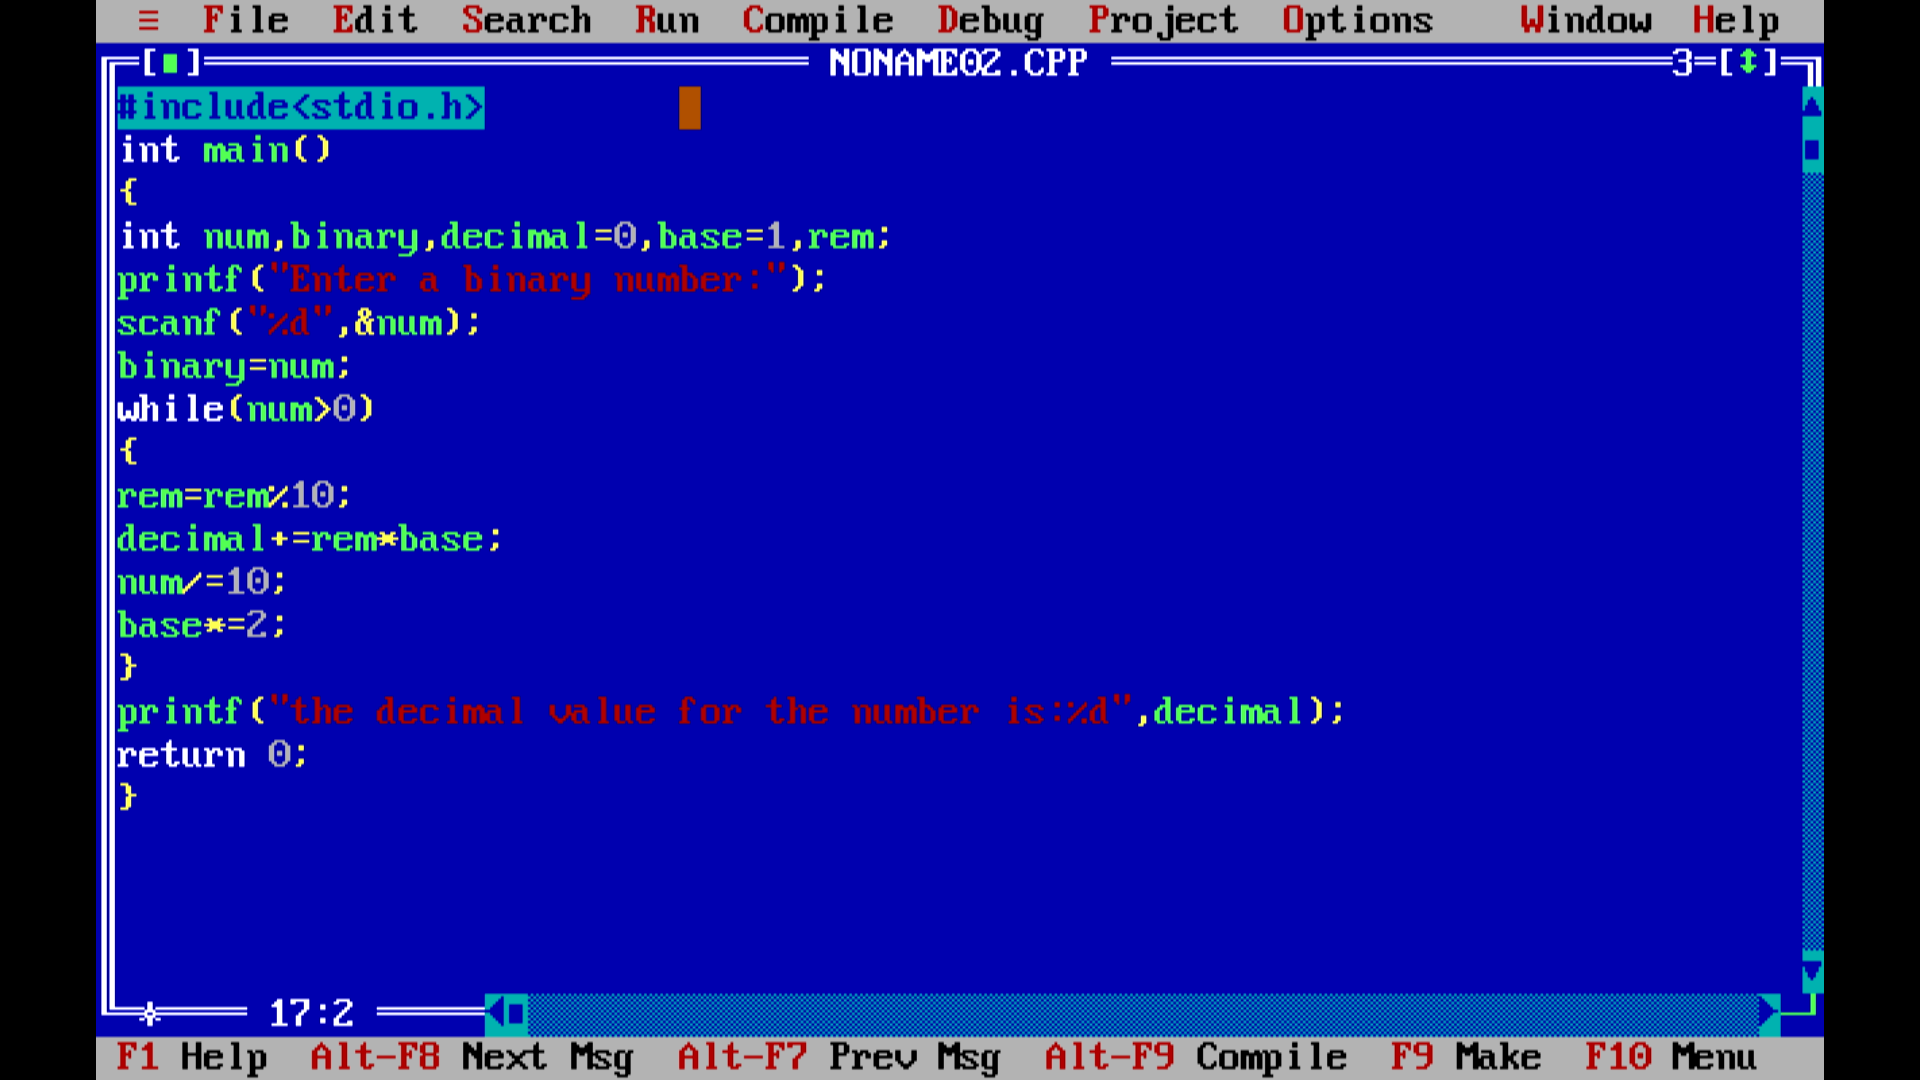 ≡ File Edit Search Run Compile Debug Project Options Window Help
[■] NONAME02.CPP 3=[↕]
#include<stdio.h>
int main()
{
int num,binary,decimal=0,base=1,rem;
printf("Enter a binary number:");
scanf("%d",&num);
binary=num;
while(num>0)
{
rem=rem%10;
decimal+=rem*base;
num/=10;
base*=2;
}
printf("the decimal value for the number is:%d",decimal);
return 0;
}
17:2
F1 Help Alt-F8 Next Msg Alt-F7 Prev Msg Alt-F9 Compile F9 Make F10 Menu